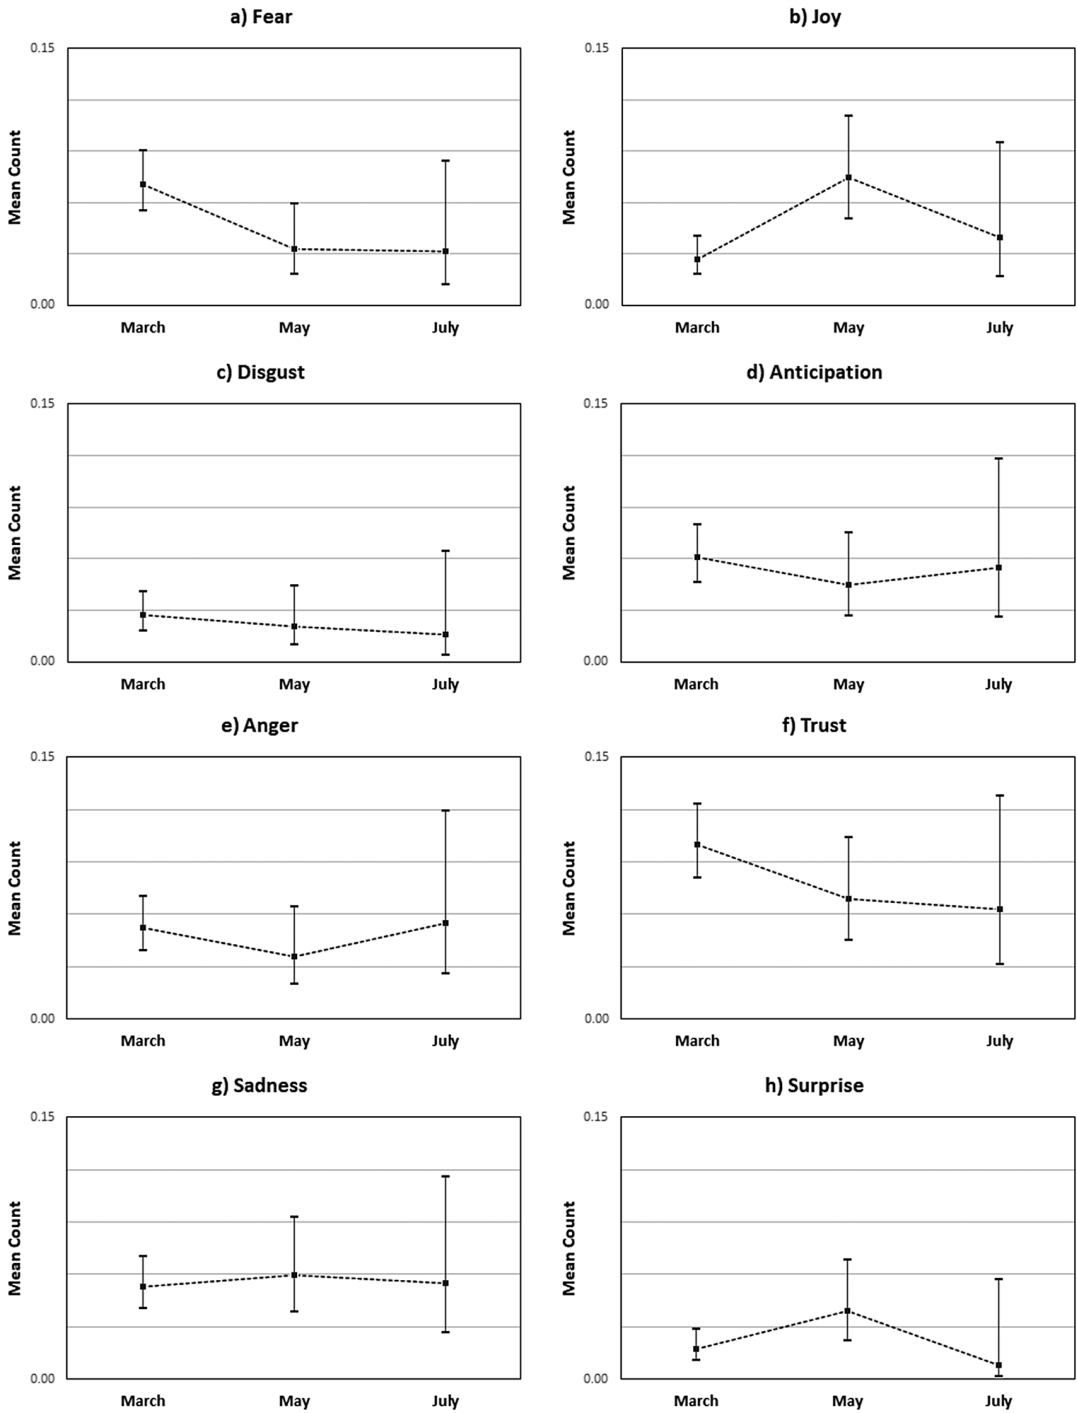 a) Fear
0.15
Mean Count
0.00
March May July
b) Joy
0.15
Mean Count
0.00
March May July
c) Disgust
0.15
Mean Count
0.00
March May July
d) Anticipation
0.15
Mean Count
0.00
March May July
e) Anger
0.15
Mean Count
0.00
March May July
f) Trust
0.15
Mean Count
0.00
March May July
g) Sadness
0.15
Mean Count
0.00
March May July
h) Surprise
0.15
Mean Count
0.00
March May July